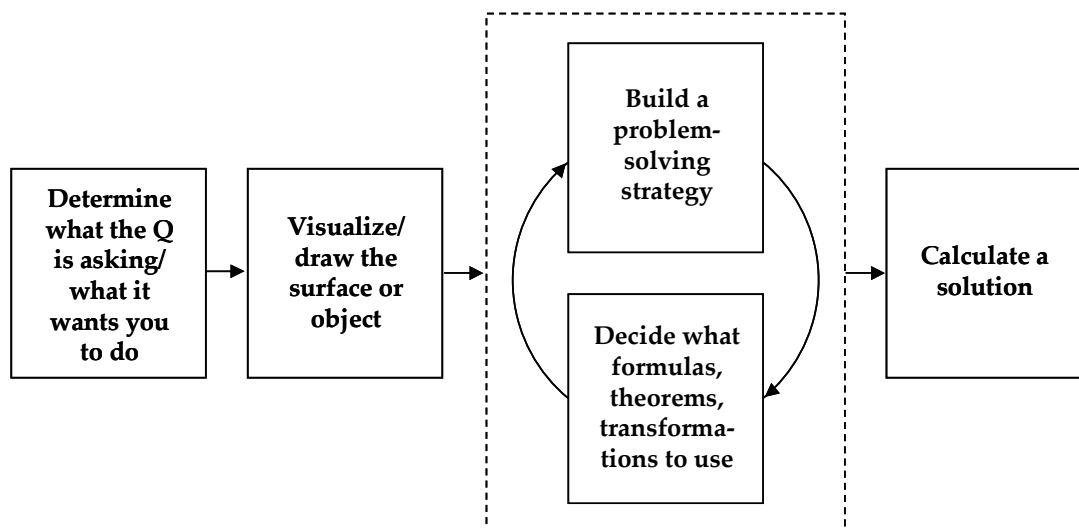 Determine
what the Q
is asking/
what it
wants you
to do
Visualize/
draw the
surface or
object
Build a
problem-
solving
strategy
Decide what
formulas,
theorems,
transforma-
tions to use
Calculate a
solution